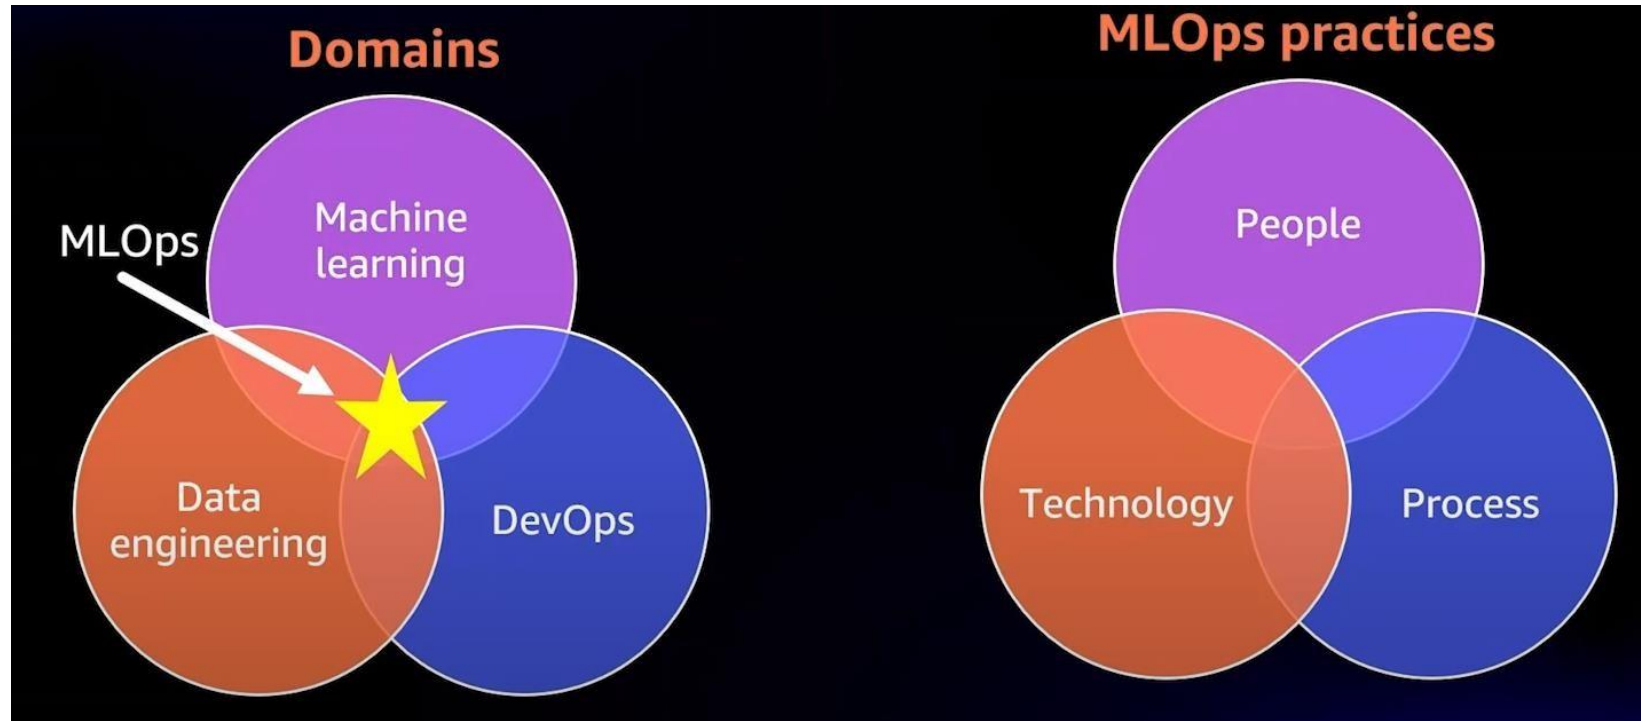 Domains
MLOps
Machine
learning
Data
engineering
DevOps
MLOps practices
People
Technology
Process